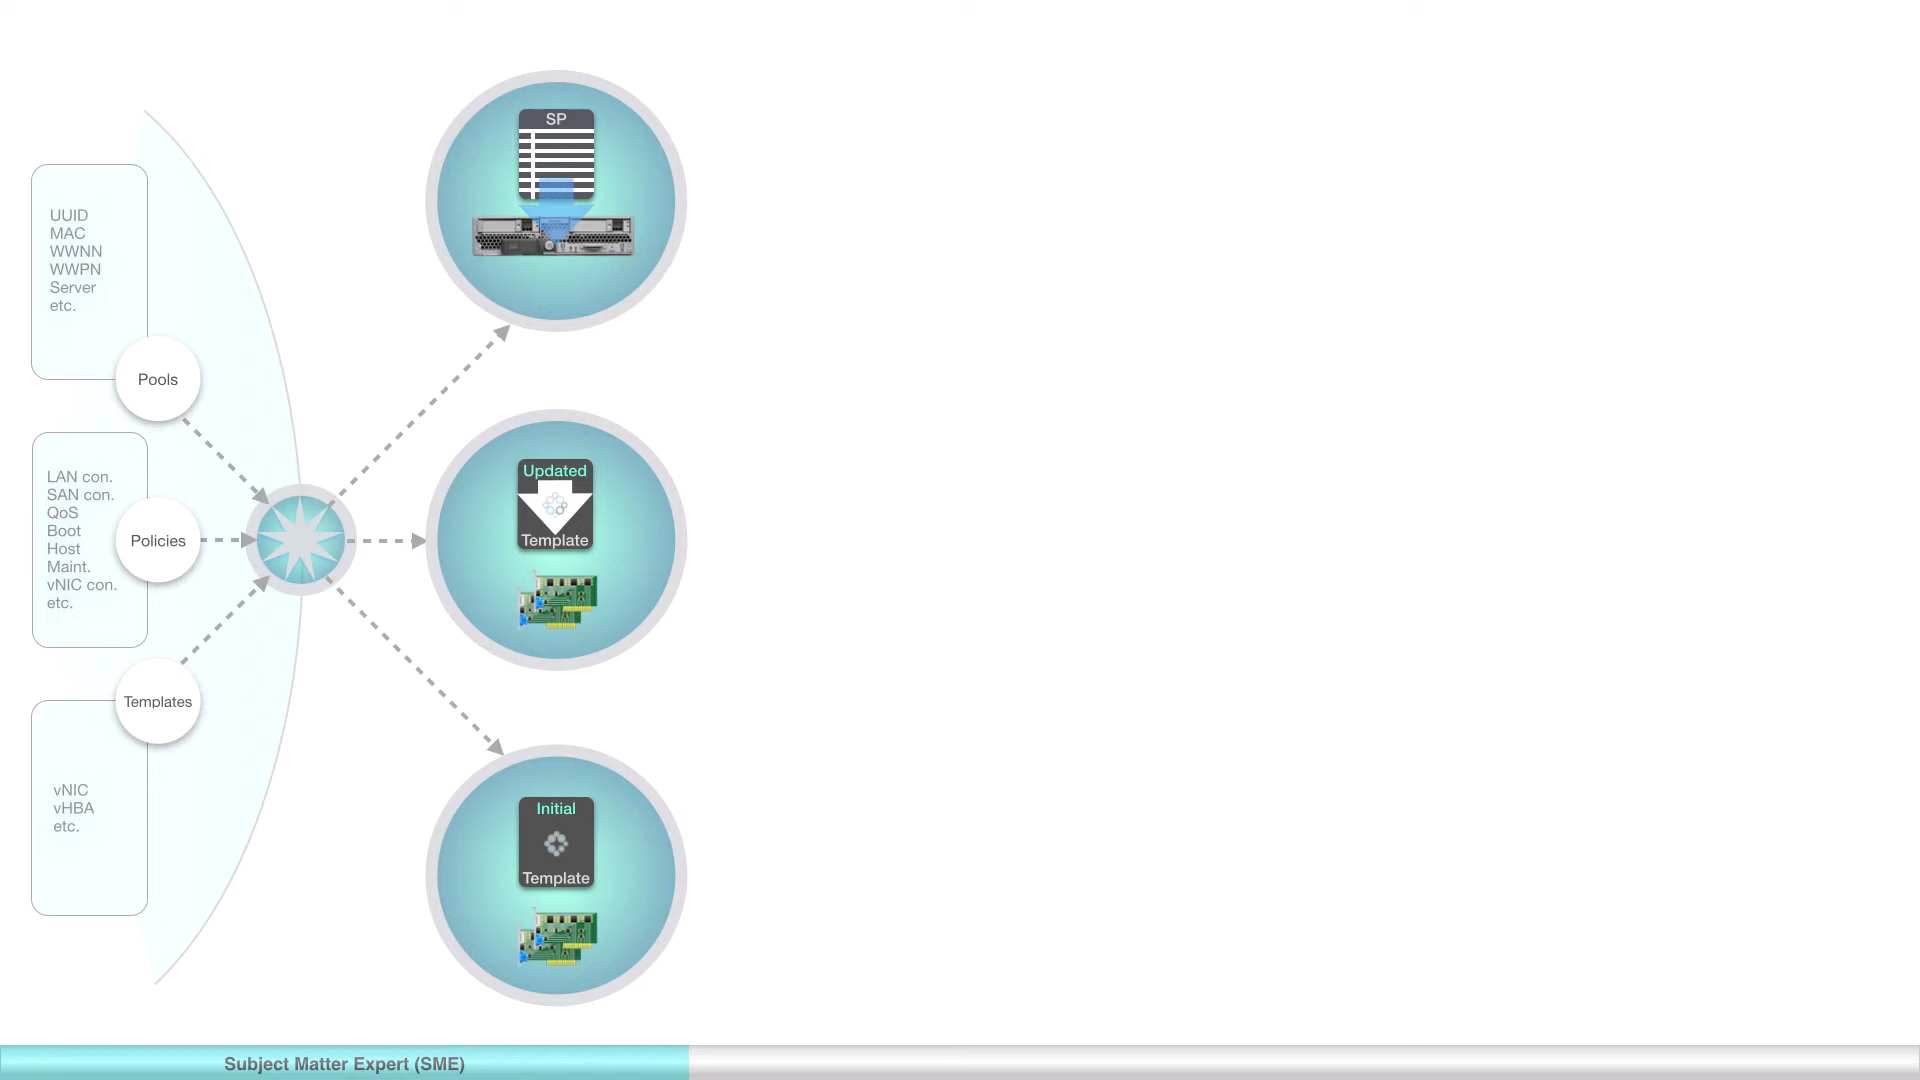 SP
UUID
MAC
WWNN
WWPN
Server
etc.
Pools
LAN con.
SAN con.
QoS
Boot
Host
Maint.
vNIC con.
etc.
Policies
Updated
Template
Templates
vNIC
vHBA
etc.
Initial
Template
Subject Matter Expert (SME)